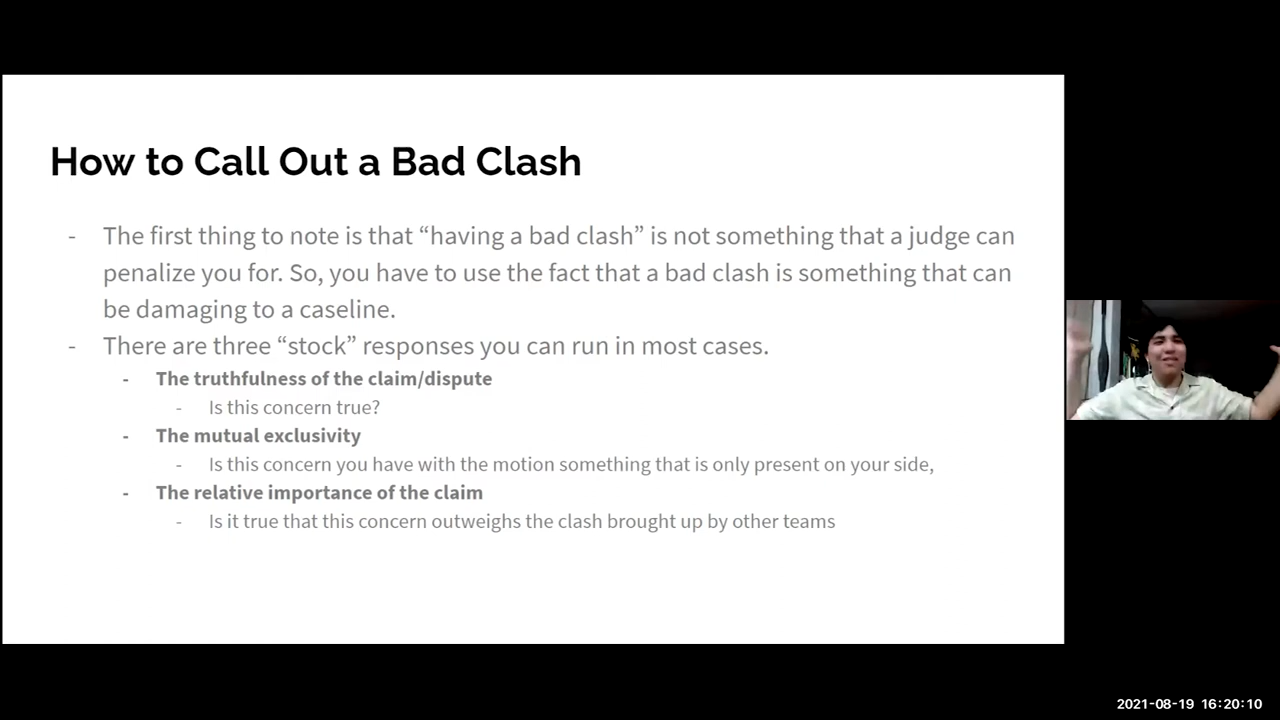 How to Call Out a Bad Clash
- The first thing to note is that “having a bad clash” is not something that a judge can
penalize you for. So, you have to use the fact that a bad clash is something that can
be damaging to a caseline.
- There are three “stock” responses you can run in most cases.
- The truthfulness of the claim/dispute
- Is this concern true?
- The mutual exclusivity
- Is this concern you have with the motion something that is only present on your side,
- The relative importance of the claim
- Is it true that this concern outweighs the clash brought up by other teams
2021-08-19 16:20:10